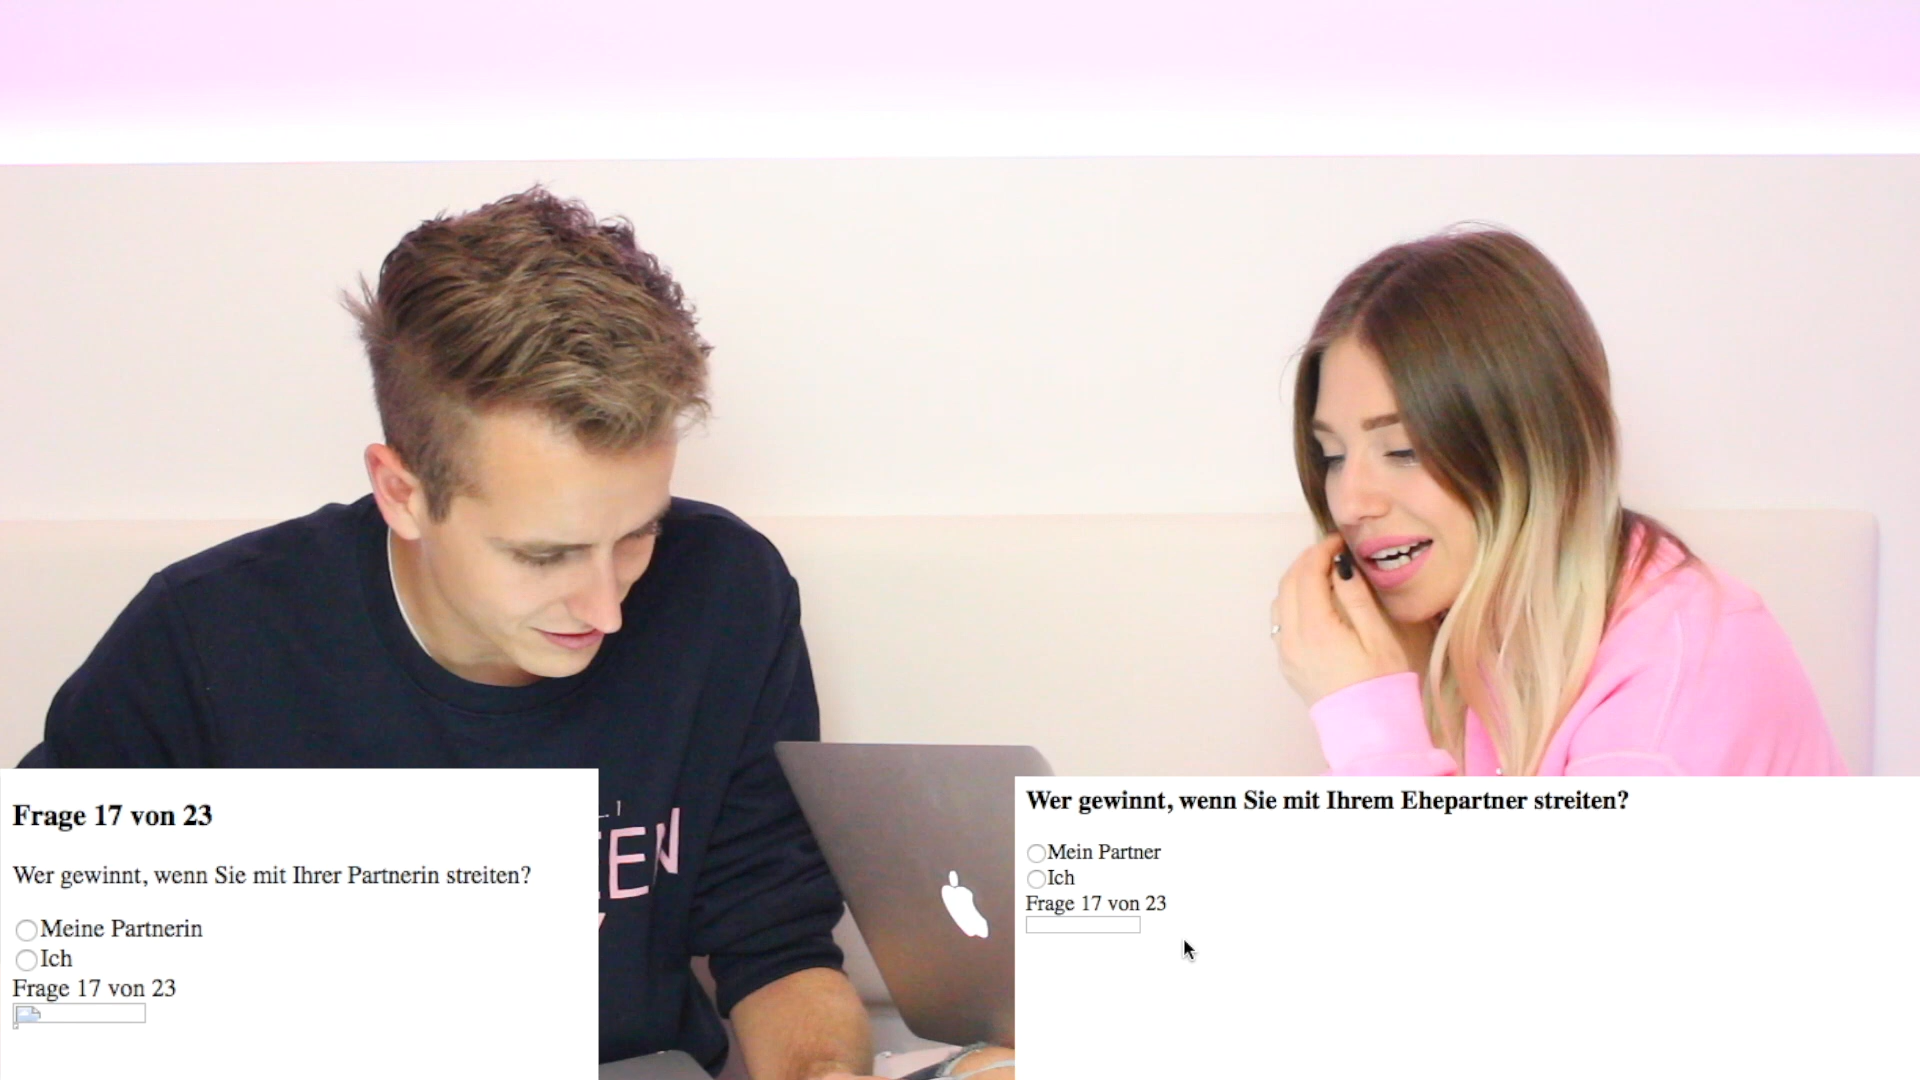 Frage 17 von 23
Wer gewinnt, wenn Sie mit Ihrer Partnerin streiten?
Meine Partnerin
Ich
Frage 17 von 23
Wer gewinnt, wenn Sie mit Ihrem Ehepartner streiten?
Mein Partner
Ich
Frage 17 von 23